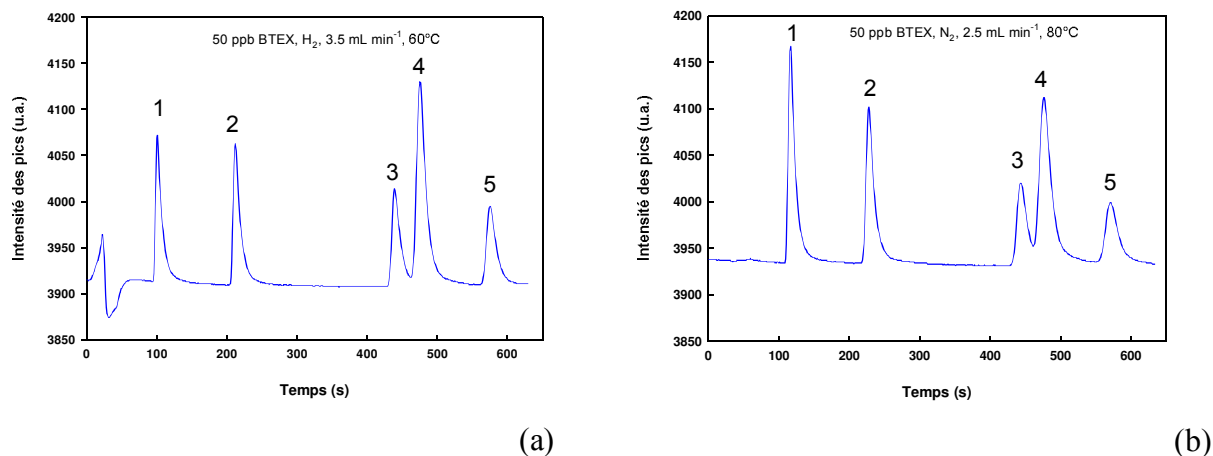 50 ppb BTEX, H₂, 3.5 mL min⁻¹, 60°C
Intensité des pics (u.a.)
4200
4150
4100
4050
4000
3950
3900
3850
1
2
3
4
5
0 100 200 300 400 500 600
Temps (s)
(a)
50 ppb BTEX, N₂, 2.5 mL min⁻¹, 80°C
Intensité des pics (u.a.)
4200
4150
4100
4050
4000
3950
3900
3850
1
2
3
4
5
0 100 200 300 400 500 600
Temps (s)
(b)